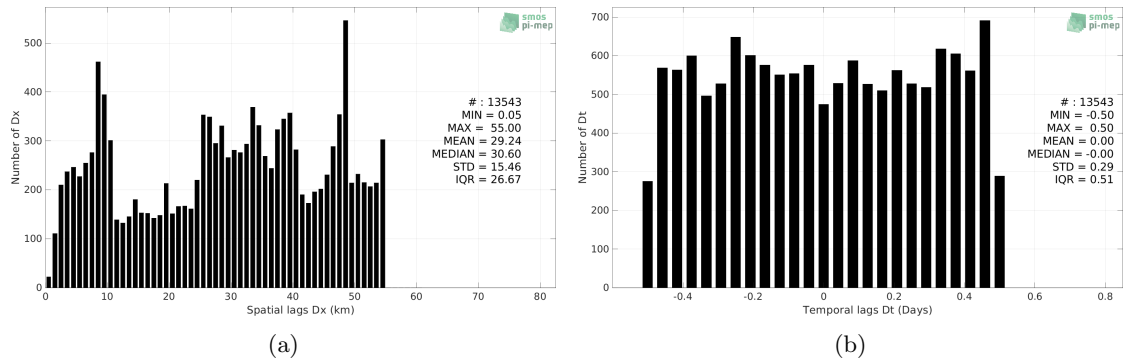 smos
pi-mep
500
400
300
200
100
0
Number of Dx
# : 13543
MIN = 0.05
MAX = 55.00
MEAN = 29.24
MEDIAN = 30.60
STD = 15.46
IQR = 26.67
0 10 20 30 40 50 60 70 80
Spatial lags Dx (km)
(a)
smos
pi-mep
700
600
500
400
300
200
100
0
Number of Dt
# : 13543
MIN = -0.50
MAX = 0.50
MEAN = 0.00
MEDIAN = -0.00
STD = 0.29
IQR = 0.51
-0.4 -0.2 0 0.2 0.4 0.6 0.8
Temporal lags Dt (Days)
(b)